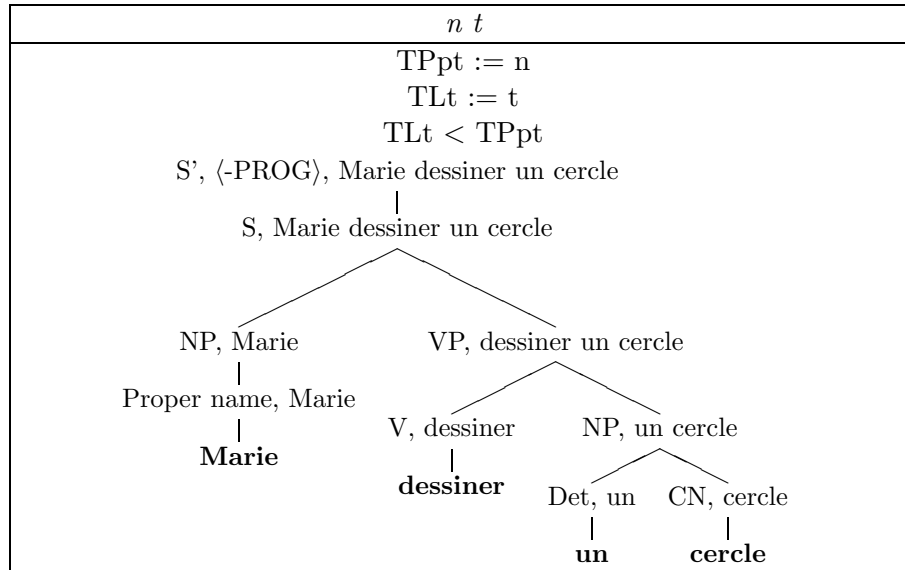 n t
TPpt := n
TLt := t
TLt < TPpt
S’, ⟨-PROG⟩, Marie dessiner un cercle
S, Marie dessiner un cercle
NP, Marie VP, dessiner un cercle
Proper name, Marie
V, dessiner NP, un cercle
Marie
dessiner
Det, un CN, cercle
un cercle